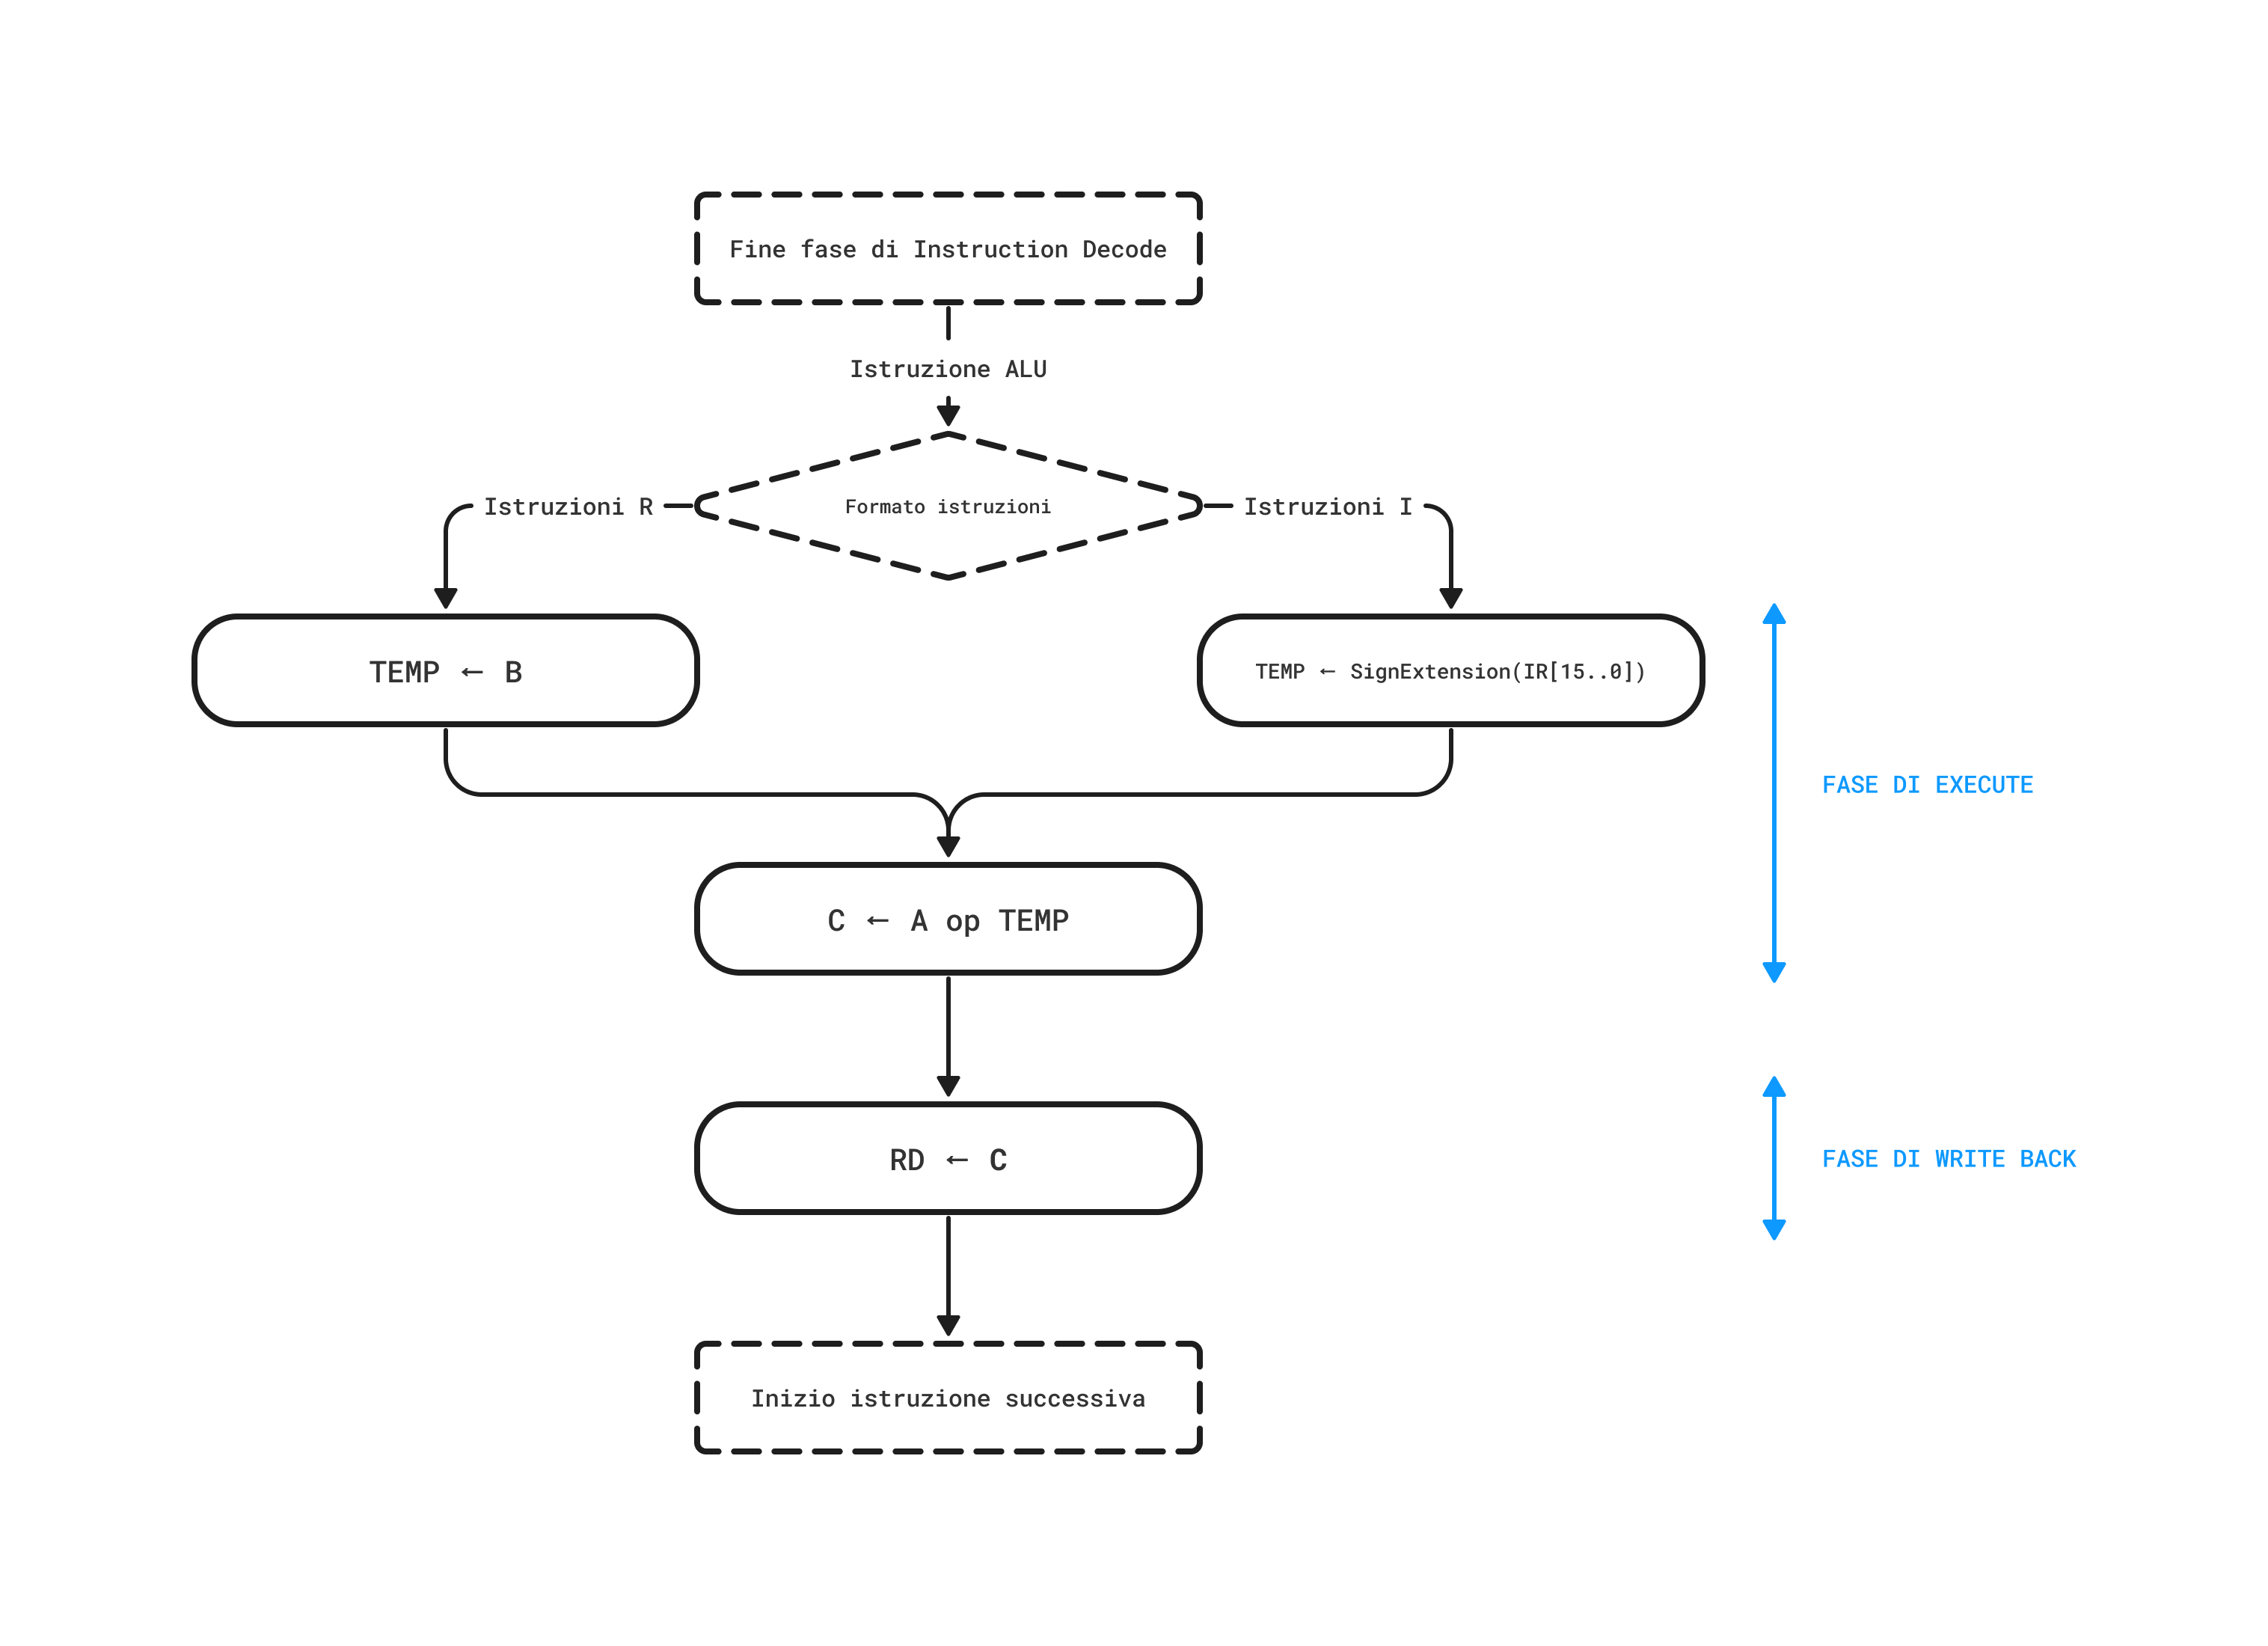 Fine fase di Instruction Decode
Istruzione ALU
Istruzioni R
Formato istruzioni
Istruzioni I
TEMP ← B
TEMP ← SignExtension(IR[15..0])
FASE DI EXECUTE
C ← A op TEMP
RD ← C
FASE DI WRITE BACK
Inizio istruzione successiva